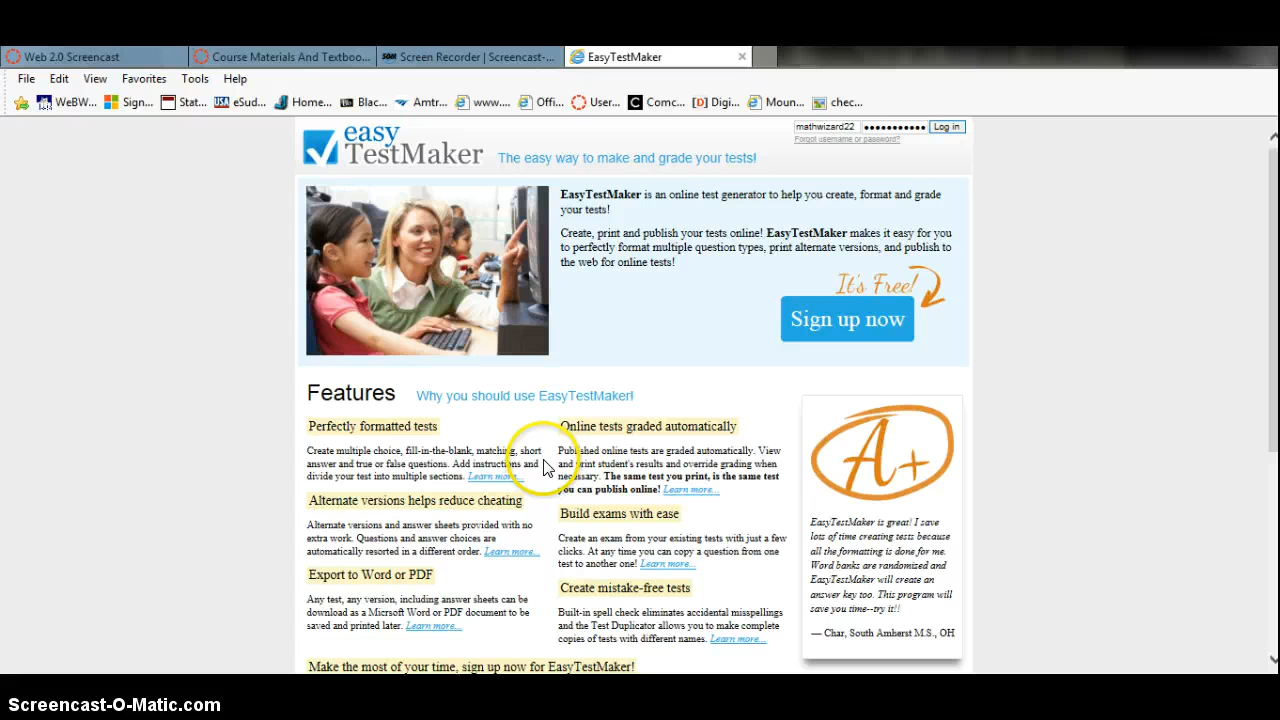 Web 2.0 Screencast
Course Materials And Textboo...
SOM Screen Recorder | Screencast-...
EasyTestMaker
File Edit View Favorites Tools Help
WeBW... Sign... Stat... USA eSud... Home... Blac... Amtr... www.... Offi... User... C Comc... [D] Digi... Moun... chec...
mathwizard22 ●●●●●●●●●●● Log in
Forgot username or password?
easy
TestMaker The easy way to make and grade your tests!
EasyTestMaker is an online test generator to help you create, format and grade
your tests!
Create, print and publish your tests online! EasyTestMaker makes it easy for you
to perfectly format multiple question types, print alternate versions, and publish to
the web for online tests!
It's Free!
Sign up now
Features Why you should use EasyTestMaker!
Perfectly formatted tests
Create multiple choice, fill-in-the-blank, matching, short
answer and true or false questions. Add instructions and
divide your test into multiple sections. Learn more...
Alternate versions helps reduce cheating
Alternate versions and answer sheets provided with no
extra work. Questions and answer choices are
automatically resorted in a different order. Learn more...
Export to Word or PDF
Any test, any version, including answer sheets can be
download as a Micrsoft Word or PDF document to be
saved and printed later. Learn more...
Online tests graded automatically
Published online tests are graded automatically. View
and print student's results and override grading when
necessary. The same test you print, is the same test
you can publish online! Learn more...
Build exams with ease
Create an exam from your existing tests with just a few
clicks. At any time you can copy a question from one
test to another one! Learn more...
Create mistake-free tests
Built-in spell check eliminates accidental misspellings
and the Test Duplicator allows you to make complete
copies of tests with different names. Learn more...
Make the most of your time, sign up now for EasyTestMaker!
A+
EasyTestMaker is great! I save
lots of time creating tests because
all the formatting is done for me.
Word banks are randomized and
EasyTestMaker will create an
answer key too. This program will
save you time--try it!!
— Char, South Amherst M.S., OH
Screencast-O-Matic.com